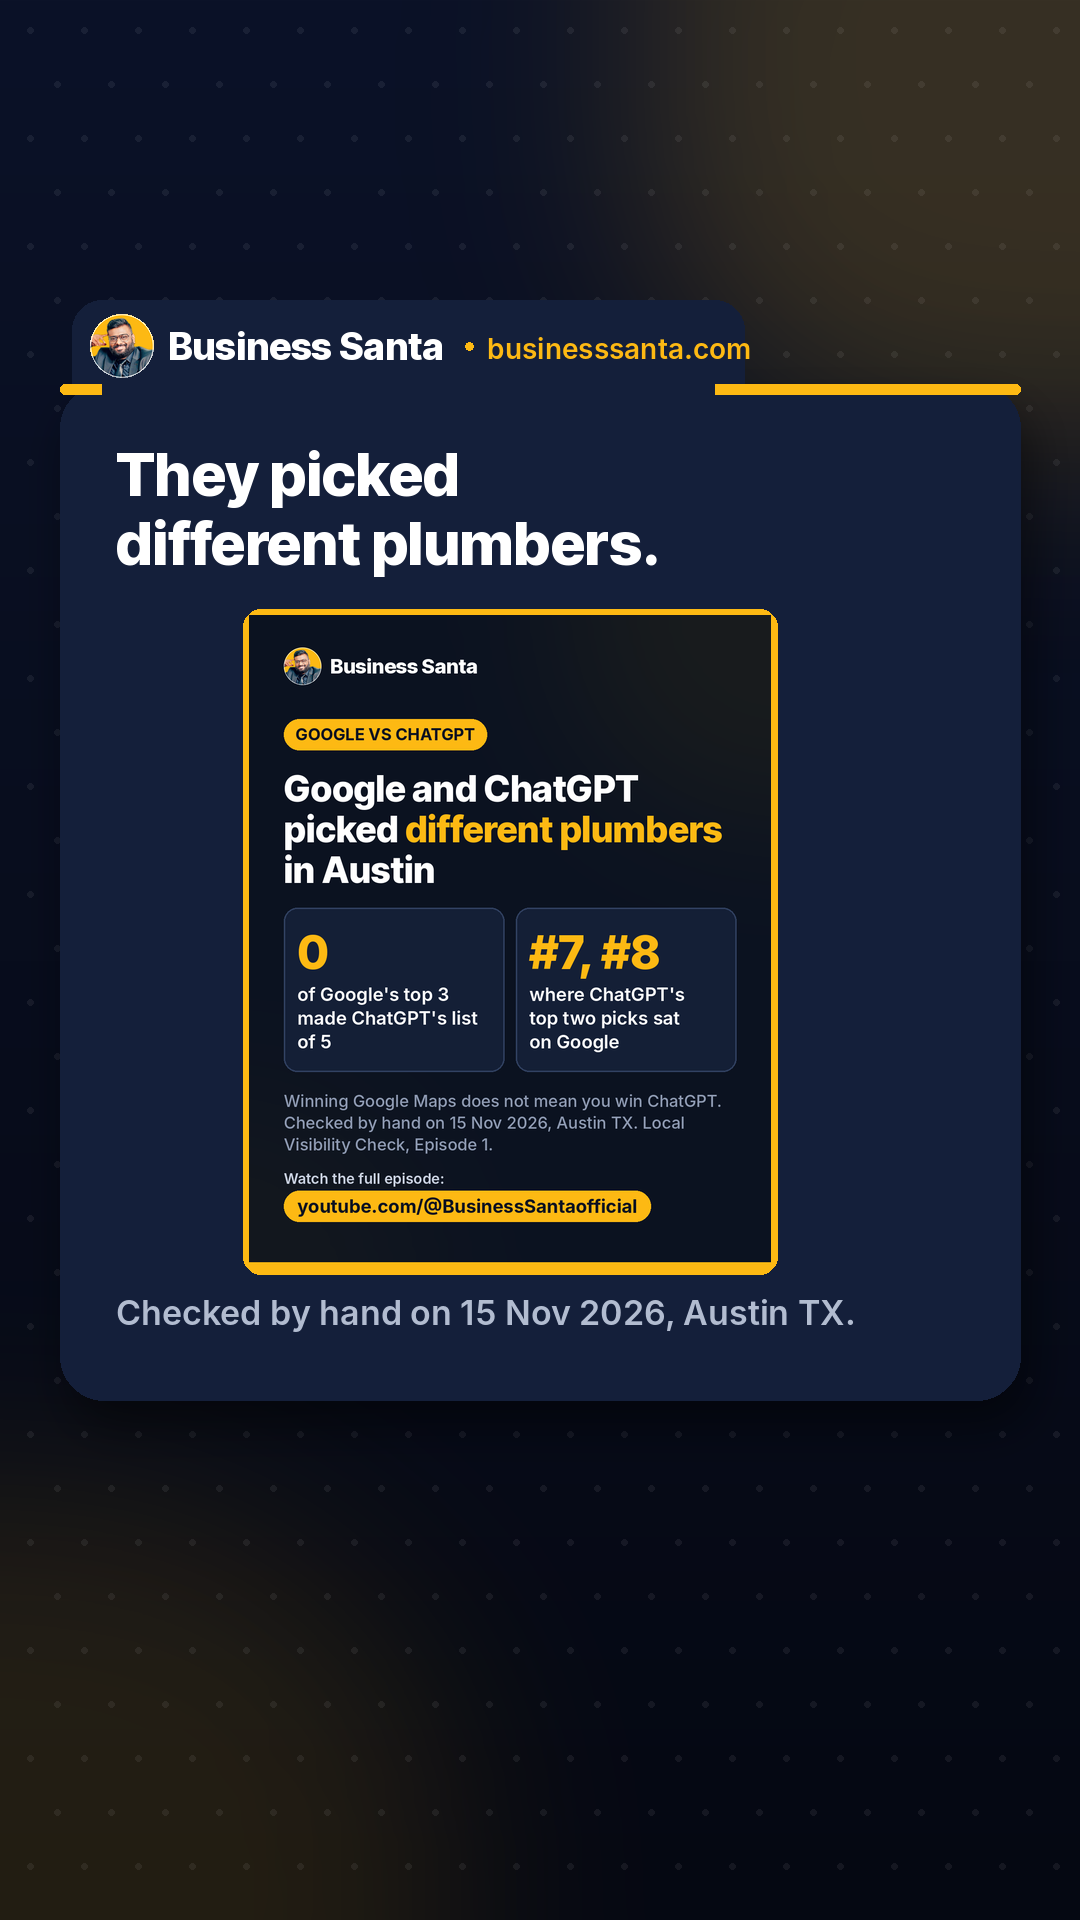 Business Santa • businesssanta.com
They picked
different plumbers.
Business Santa
GOOGLE VS CHATGPT
Google and ChatGPT
picked different plumbers
in Austin
0
of Google's top 3
made ChatGPT's list
of 5
#7, #8
where ChatGPT's
top two picks sat
on Google
Winning Google Maps does not mean you win ChatGPT.
Checked by hand on 15 Nov 2026, Austin TX. Local
Visibility Check, Episode 1.
Watch the full episode:
youtube.com/@BusinessSantaofficial
Checked by hand on 15 Nov 2026, Austin TX.